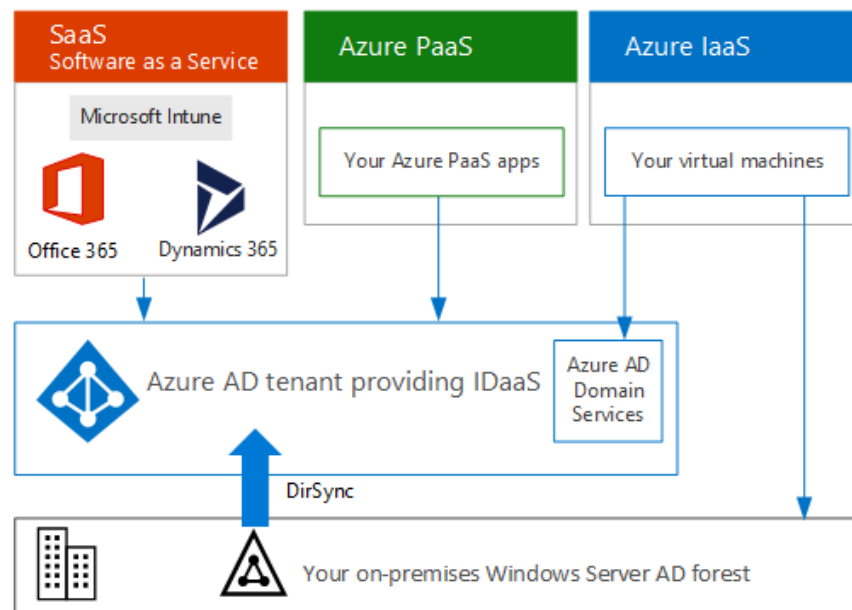 SaaS
Software as a Service
Azure PaaS
Azure IaaS
Microsoft Intune
Office 365
Dynamics 365
Your Azure PaaS apps
Your virtual machines
Azure AD tenant providing IDaaS
Azure AD
Domain
Services
DirSync
Your on-premises Windows Server AD forest